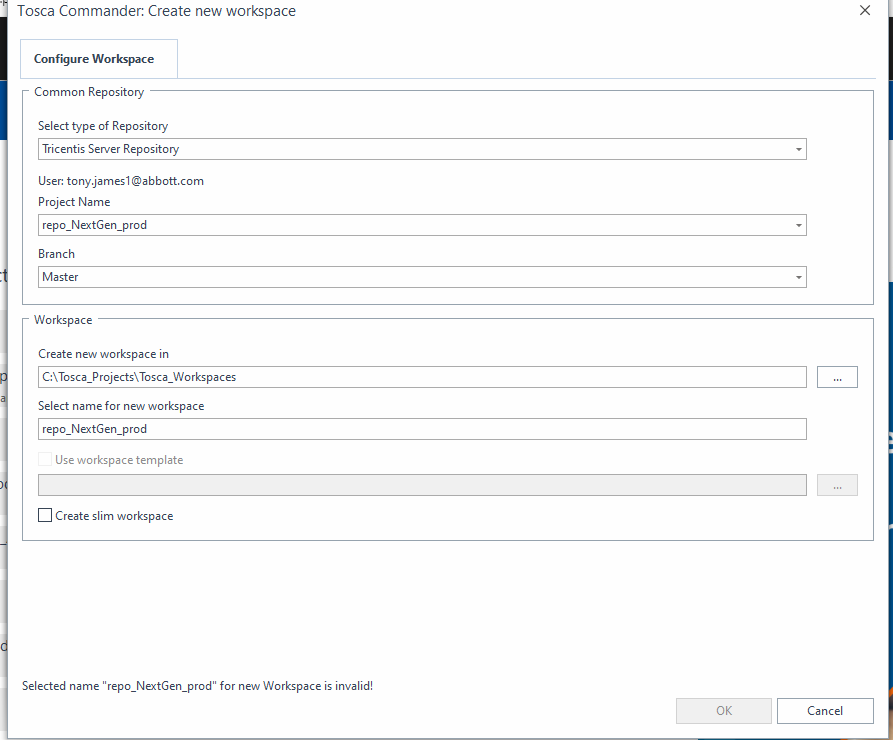 Tosca Commander: Create new workspace
Configure Workspace
Common Repository
Select type of Repository
Tricentis Server Repository
User: tony.james1@abbott.com
Project Name
repo_NextGen_prod
Branch
Master
Workspace
Create new workspace in
C:\Tosca_Projects\Tosca_Workspaces
...
Select name for new workspace
repo_NextGen_prod
Use workspace template
...
Create slim workspace
Selected name "repo_NextGen_prod" for new Workspace is invalid!
OK
Cancel